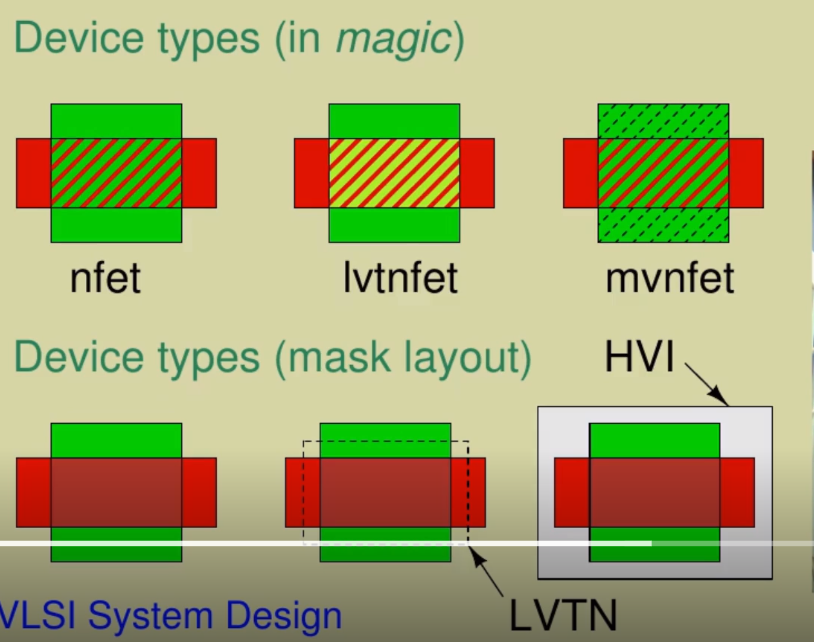 Device types (in magic)
nfet
lvtnfet
mvnfet
Device types (mask layout)
HVI
LVTN
VLSI System Design